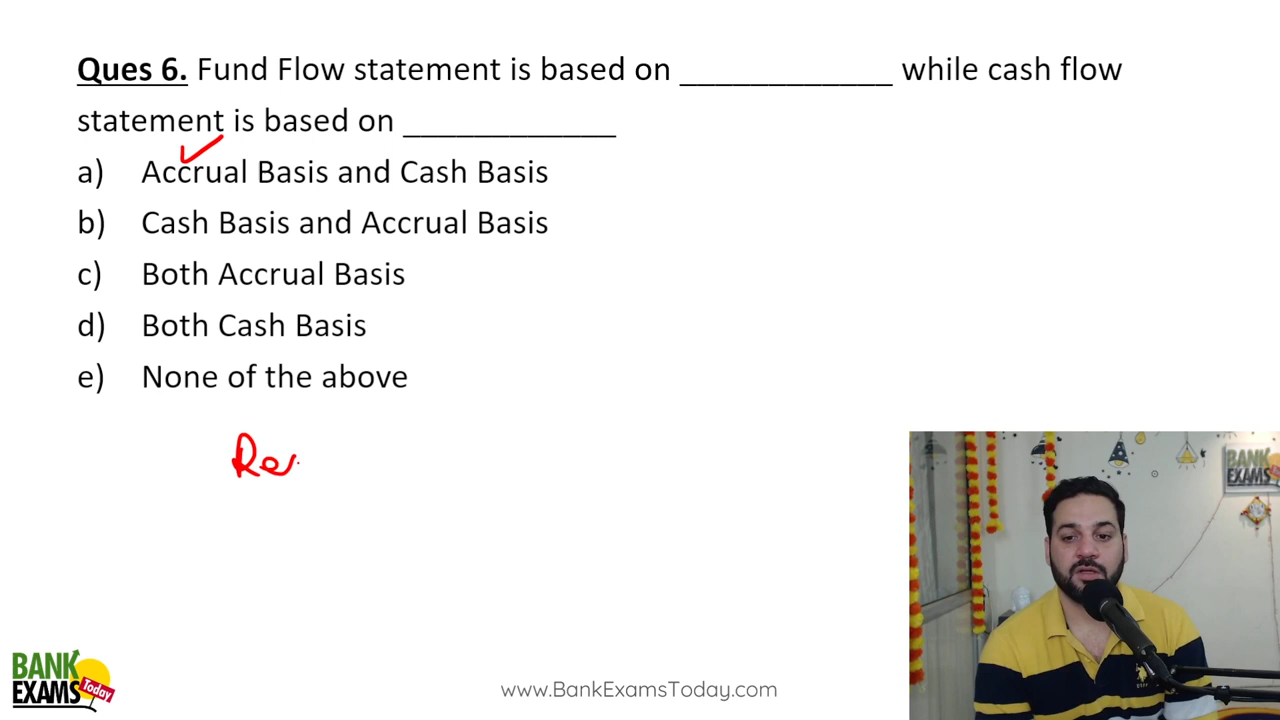 Ques 6. Fund Flow statement is based on ____________ while cash flow
statement is based on ____________
a) Accrual Basis and Cash Basis
b) Cash Basis and Accrual Basis
c) Both Accrual Basis
d) Both Cash Basis
e) None of the above
Re
BANK
EXAMS
BANK
EXAMS
Today
www.BankExamsToday.com